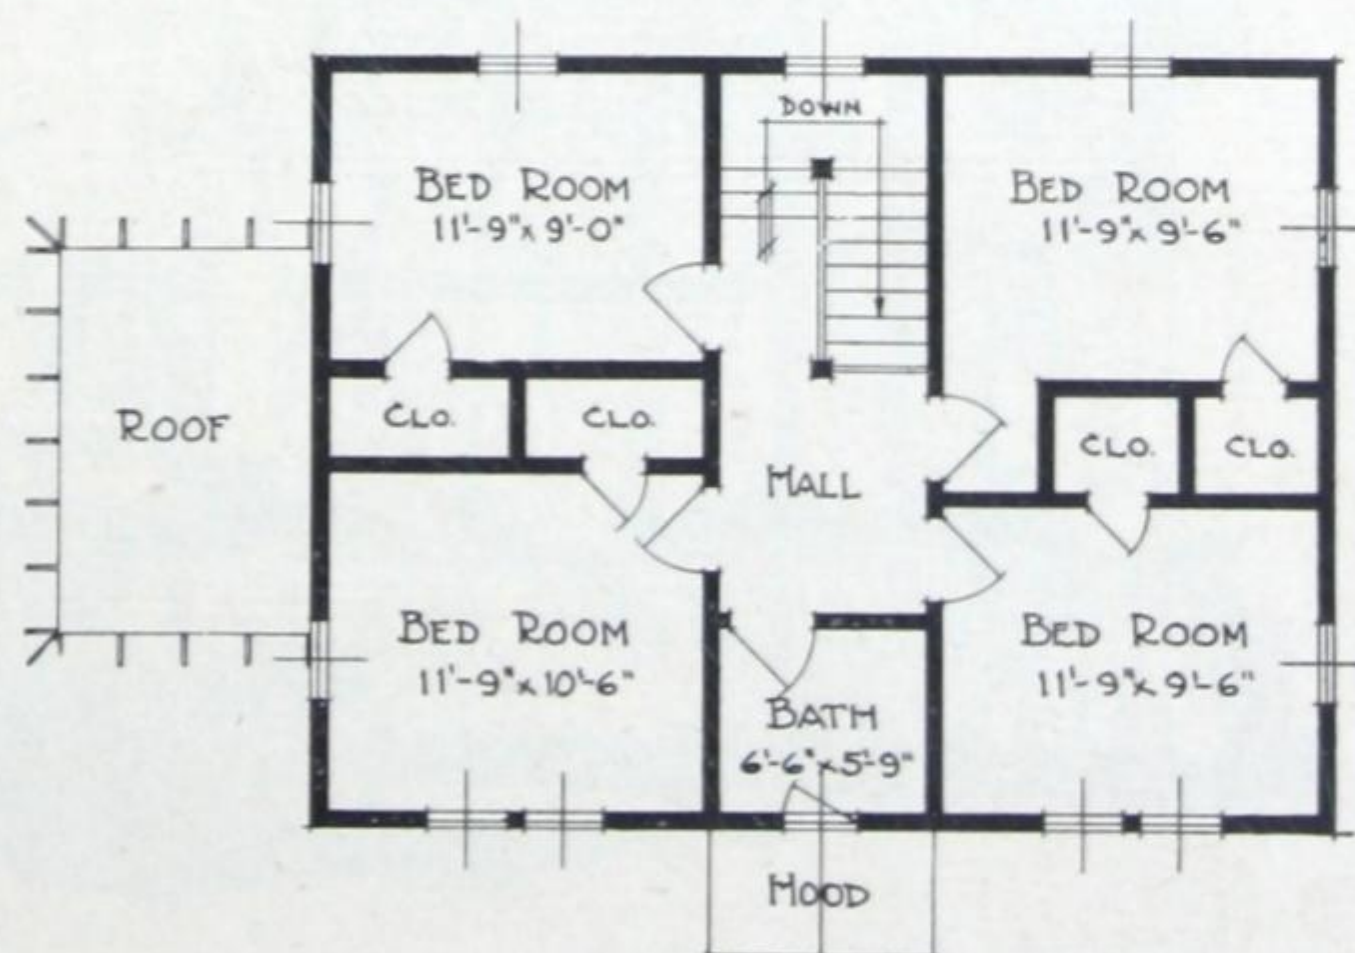 DOWN
BED ROOM
11'-9" x 9'-0"
BED ROOM
11'-9" x 9'-6"
ROOF
CLO.
CLO.
CLO.
CLO.
HALL
BED ROOM
11'-9" x 10'-6"
BED ROOM
11'-9" x 9'-6"
BATH
6'-6" x 5'-9"
HOOD